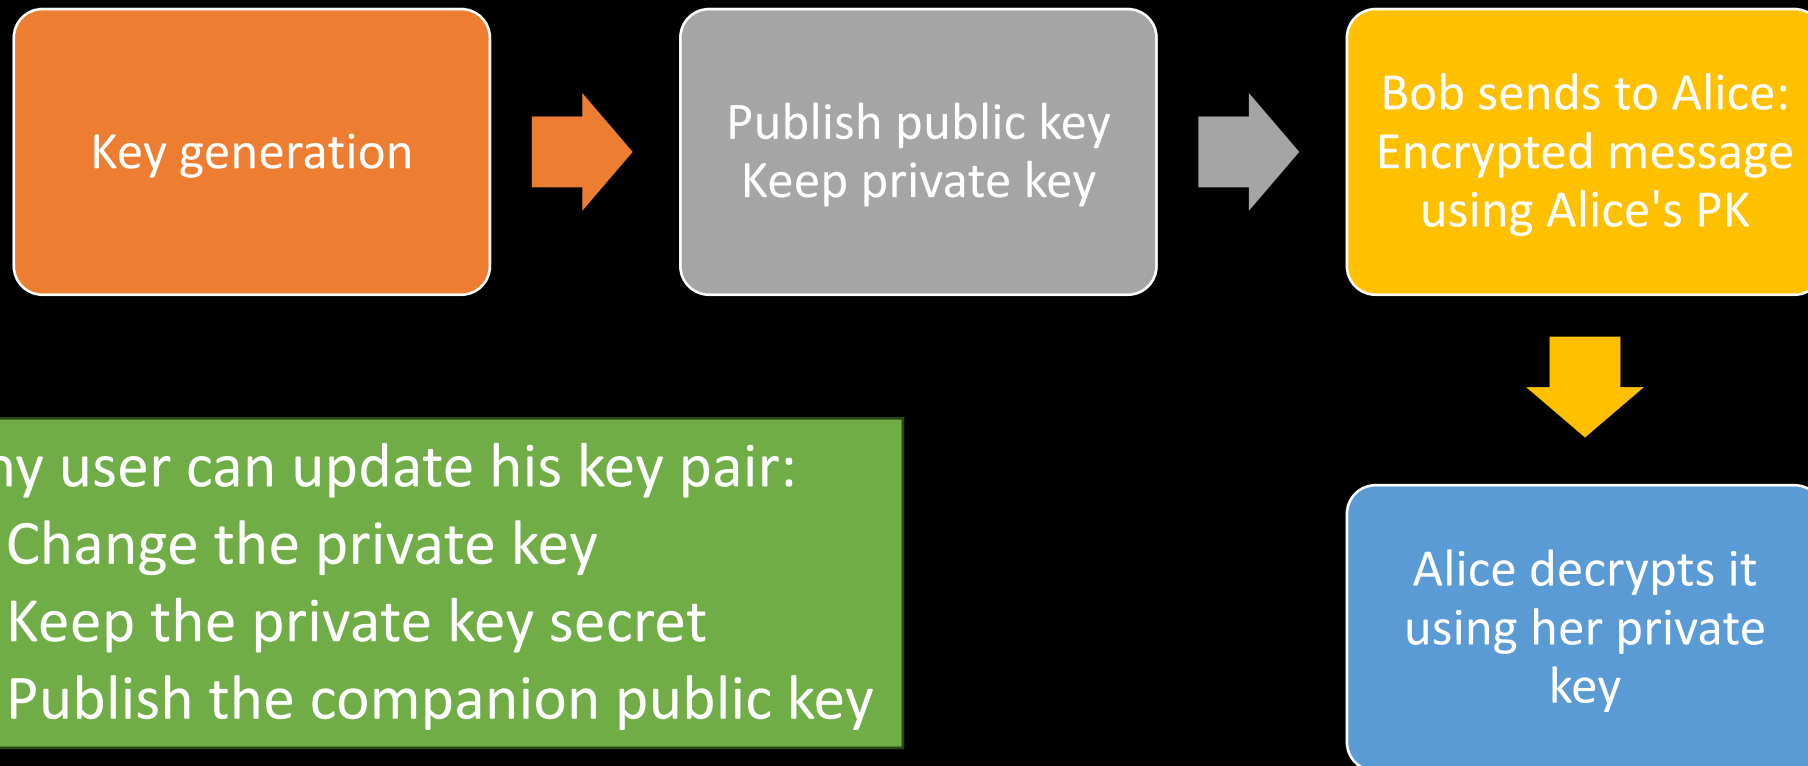 Key generation
Publish public key
Keep private key
Bob sends to Alice:
Encrypted message
using Alice's PK
Alice decrypts it
using her private
key
ny user can update his key pair:
Change the private key
Keep the private key secret
Publish the companion public key